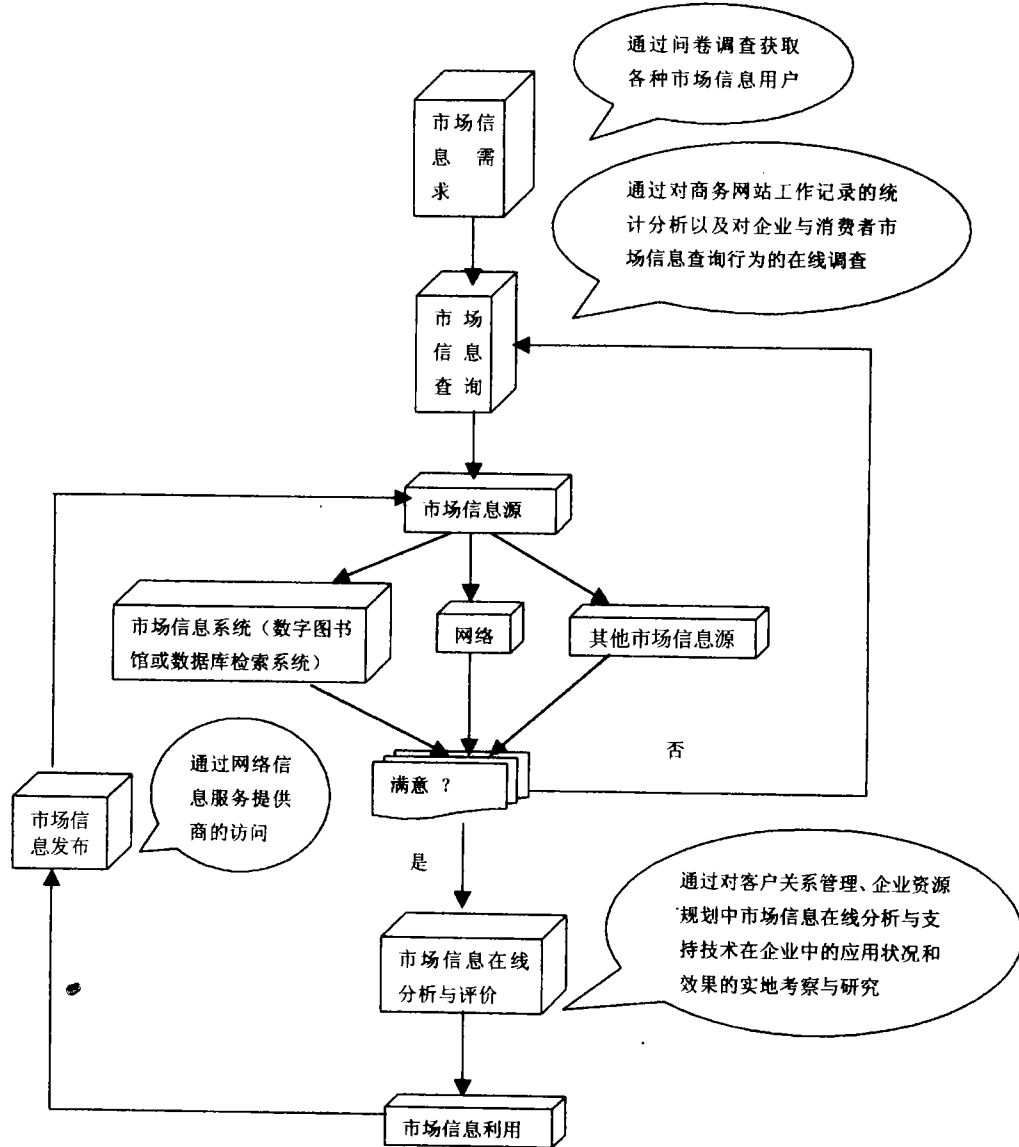 通过问卷调查获取
各种市场信息用户
市场信
息 需
求
通过对商务网站工作记录的统
计分析以及对企业与消费者市
场信息查询行为的在线调查
市 场
信 息
查 询
市场信息源
市场信息系统（数字图书
馆或数据库检索系统）
网络
其他市场信息源
否
满意 ？
通过网络信
息服务提供
商的访问
市场信
息发布
是
通过对客户关系管理、企业资源
规划中市场信息在线分析与支
持技术在企业中的应用状况和
效果的实地考察与研究
市场信息在线
分析与评价
市场信息利用